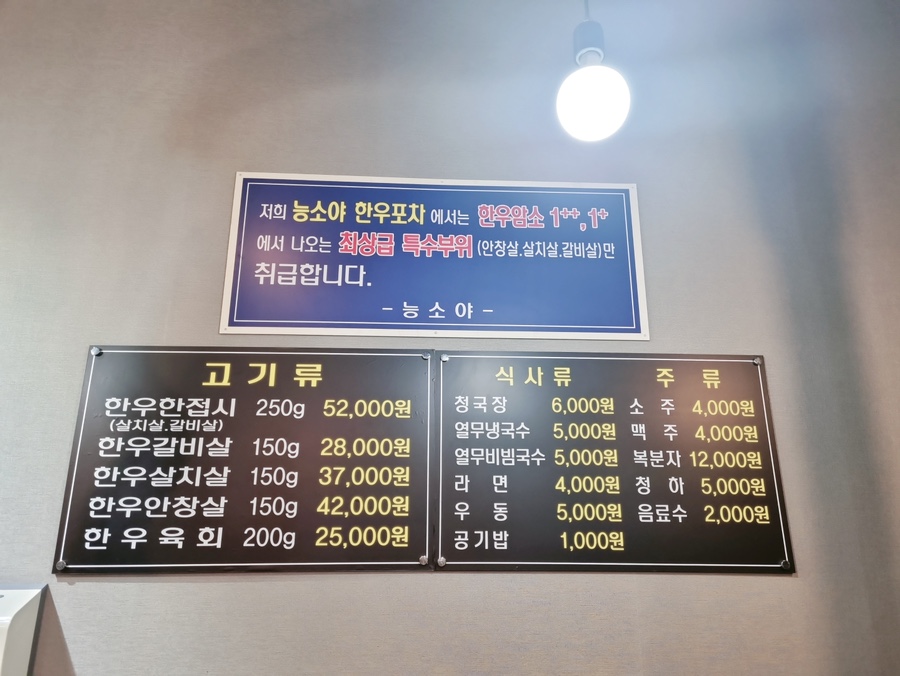 저희 능소야 한우포차 에서는 한우암소 1⁺⁺,1⁺
에서 나오는 최상급 특수부위 (안창살.살치살.갈비살)만
취급합니다.
- 능 소 야 -
고 기 류
한우한접시 250g 52,000원
(살치살.갈비살)
한우갈비살 150g 28,000원
한우살치살 150g 37,000원
한우안창살 150g 42,000원
한 우 육 회 200g 25,000원
식 사 류
청 국 장 6,000원
열무냉국수 5,000원
열무비빔국수 5,000원
라 면 4,000원
우 동 5,000원
공 기 밥 1,000원
주 류
소 주 4,000원
맥 주 4,000원
복분자 12,000원
청 하 5,000원
음료수 2,000원